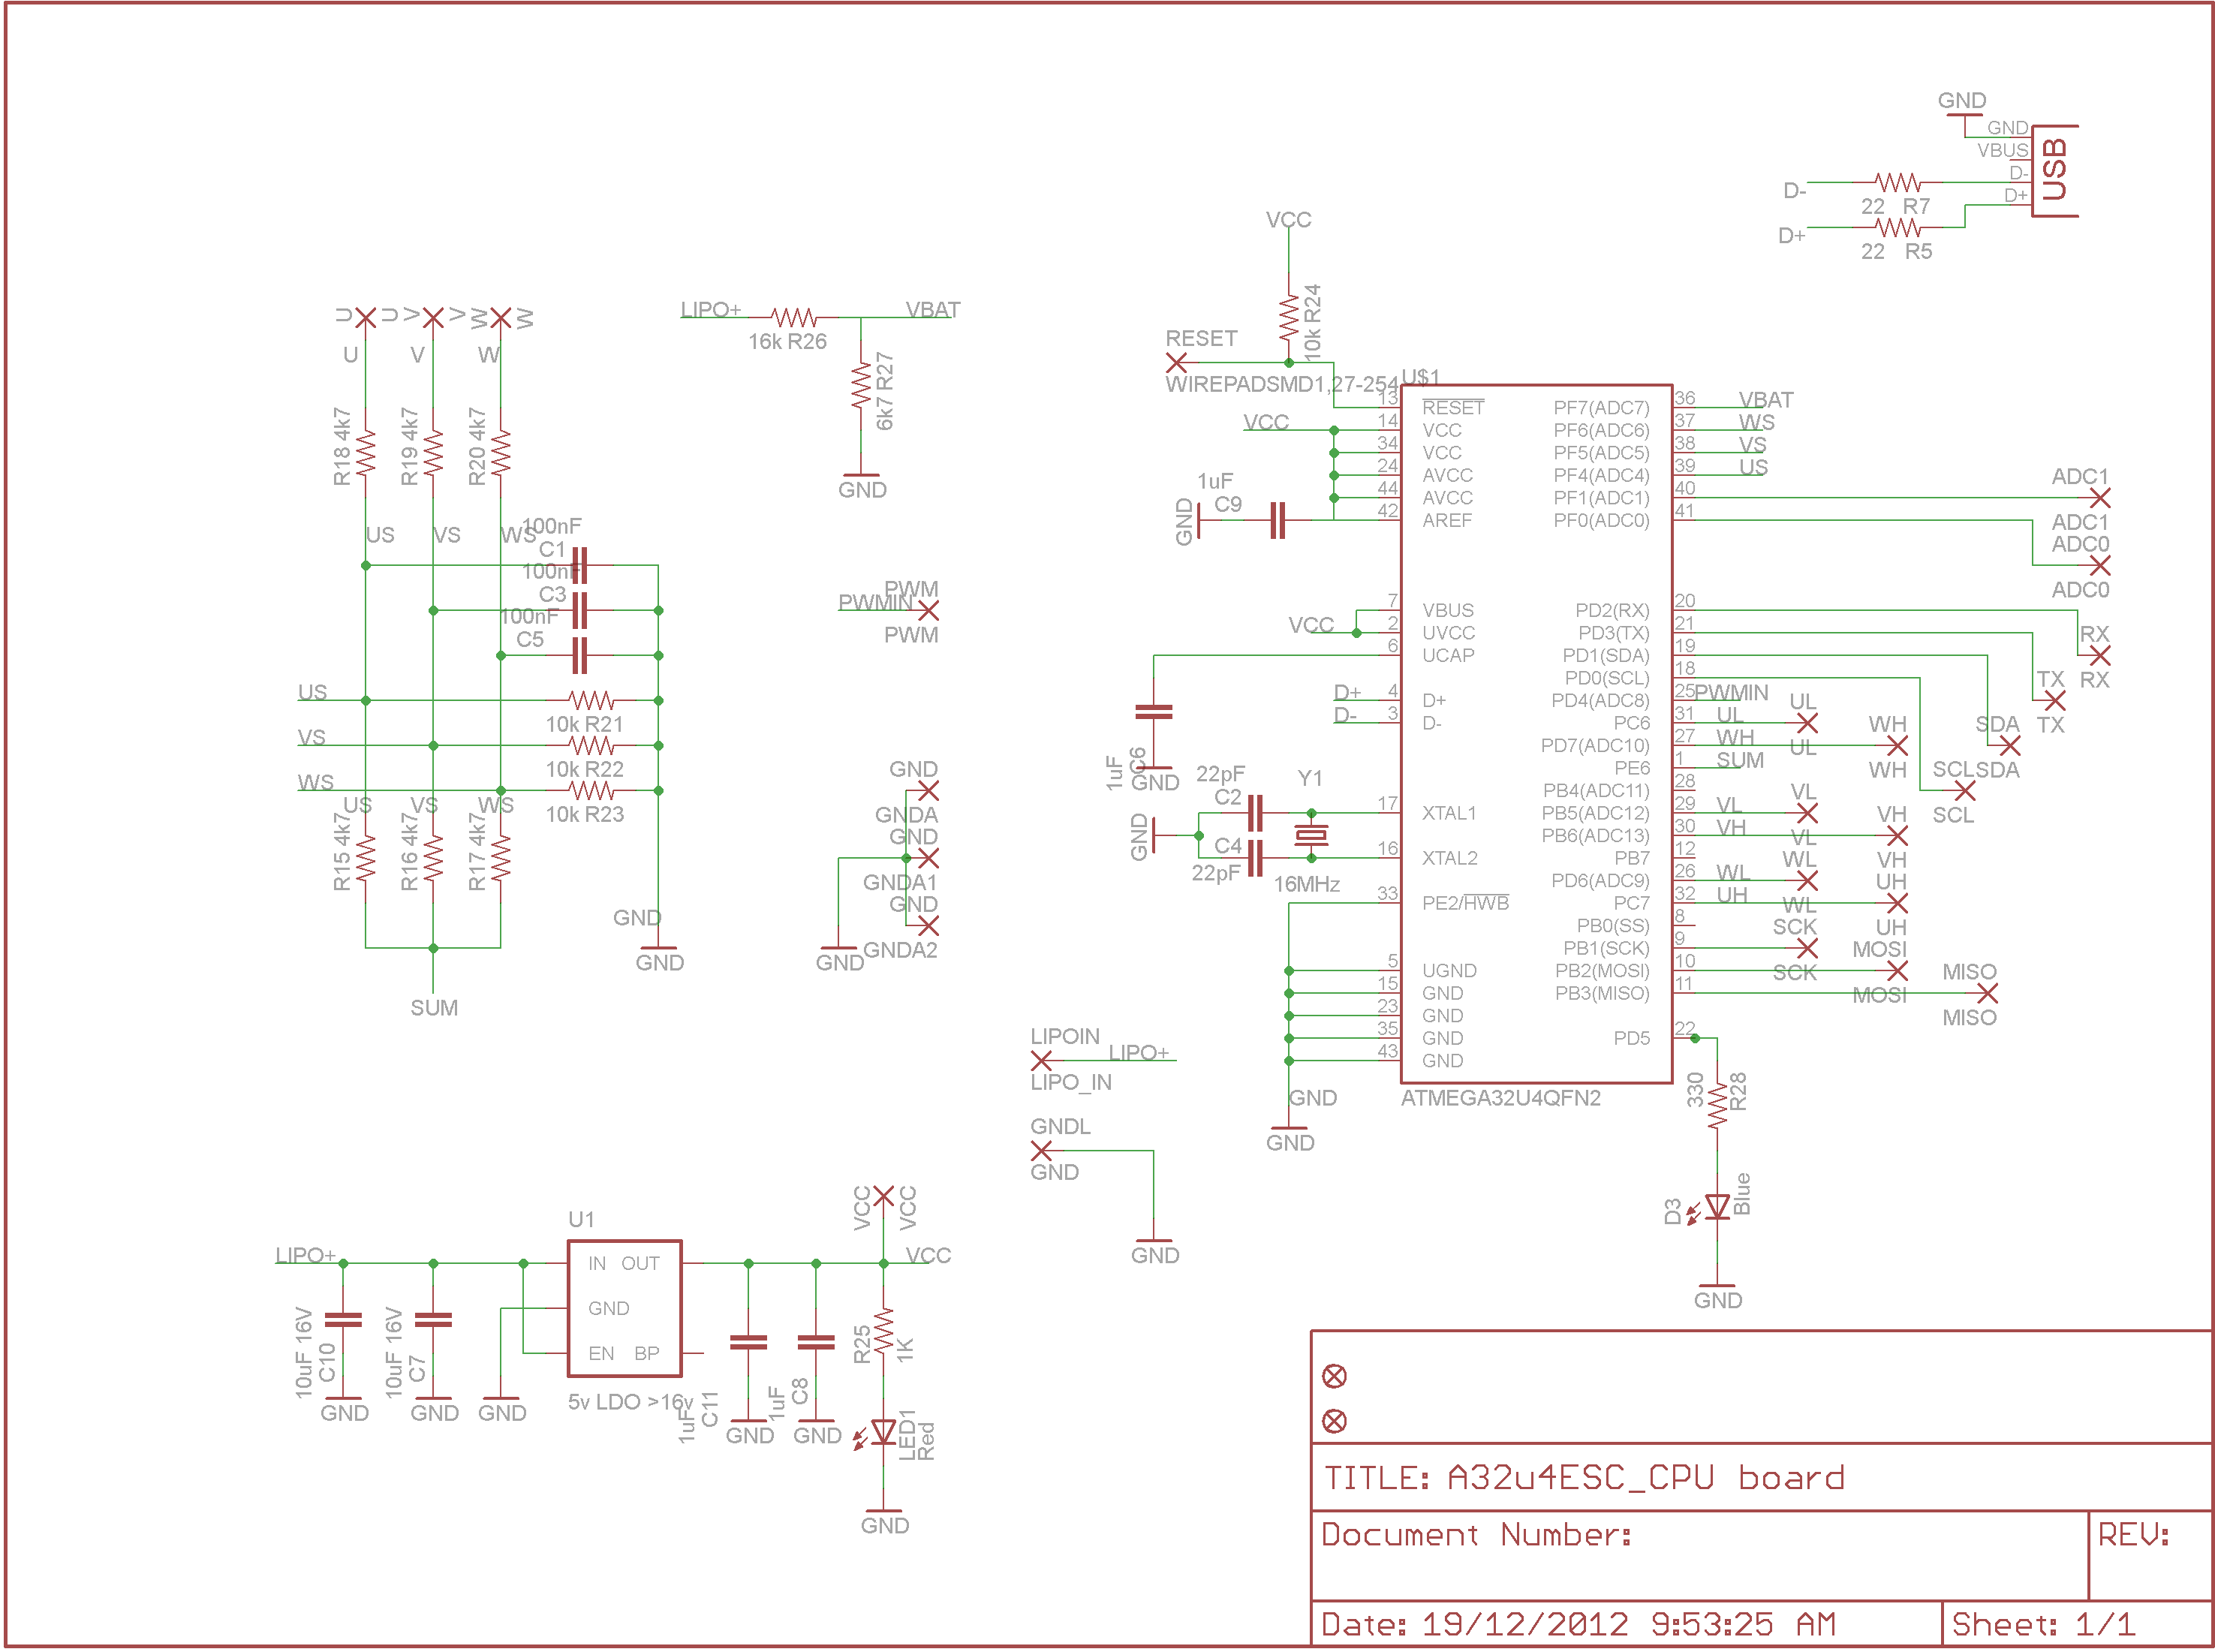 GND
GND
VBUS
D-
D+
USB
D-
22 R7
D+
22 R5
VCC
10k R24
RESET
WIREPADSMD1,27-254
U U V V W W
U V W
LIPO+ VBAT
16k R26
6k7 R27
GND
R18 4k7
R19 4k7
R20 4k7
US VS WS
100nF
C1
100nF
C3
100nF
C5
US
10k R21
VS
10k R22
WS
10k R23
US VS WS
R15 4k7
R16 4k7
R17 4k7
GND
GND
SUM
PWM
PWMIN
PWM
GND
GNDA
GND
GNDA1
GND
GNDA2
GND
U$1
VCC
1uF
C9
GND
13 RESET
14 VCC
34 VCC
24 AVCC
44 AVCC
42 AREF
VCC
7 VBUS
2 UVCC
6 UCAP
D+ 4 D+
D- 3 D-
1uF C6
GND
22pF
C2
Y1
GND
C4
22pF
16MHz
17 XTAL1
16 XTAL2
33 PE2/HWB
5 UGND
15 GND
23 GND
35 GND
43 GND
GND
GND
ATMEGA32U4QFN2
PF7(ADC7) 36 VBAT
PF6(ADC6) 37 WS
PF5(ADC5) 38 VS
PF4(ADC4) 39 US
PF1(ADC1) 40
PF0(ADC0) 41
PD2(RX) 20
PD3(TX) 21
PD1(SDA) 19
PD0(SCL) 18
PD4(ADC8) 25 PWMIN
PC6 31 UL
PD7(ADC10) 27 WH
PE6 1 SUM
PB4(ADC11) 28
PB5(ADC12) 29 VL
PB6(ADC13) 30 VH
PB7 12
PD6(ADC9) 26 WL
PC7 32 UH
PB0(SS) 8
PB1(SCK) 9
PB2(MOSI) 10
PB3(MISO) 11
PD5 22
ADC1
ADC1
ADC0
ADC0
RX
RX
TX
TX
SDA
SDA
SCL
SCL
UL
UL
WH
WH
VL
VL
VH
VH
WL
WL
UH
UH
SCK
SCK
MOSI
MOSI
MISO
MISO
330
R28
D3
Blue
GND
LIPOIN
LIPO+
LIPO_IN
GNDL
GND
GND
U1
LIPO+
IN OUT
GND
EN BP
5v LDO >16v
10uF 16V
C10
GND
10uF 16V
C7
GND
GND
VCC
VCC
VCC
1uF
C11
GND
1uF
C8
GND
R25
1K
LED1
Red
GND
TITLE: A32u4ESC_CPU board
Document Number:
REV:
Date: 19/12/2012 9:53:25 AM
Sheet: 1/1